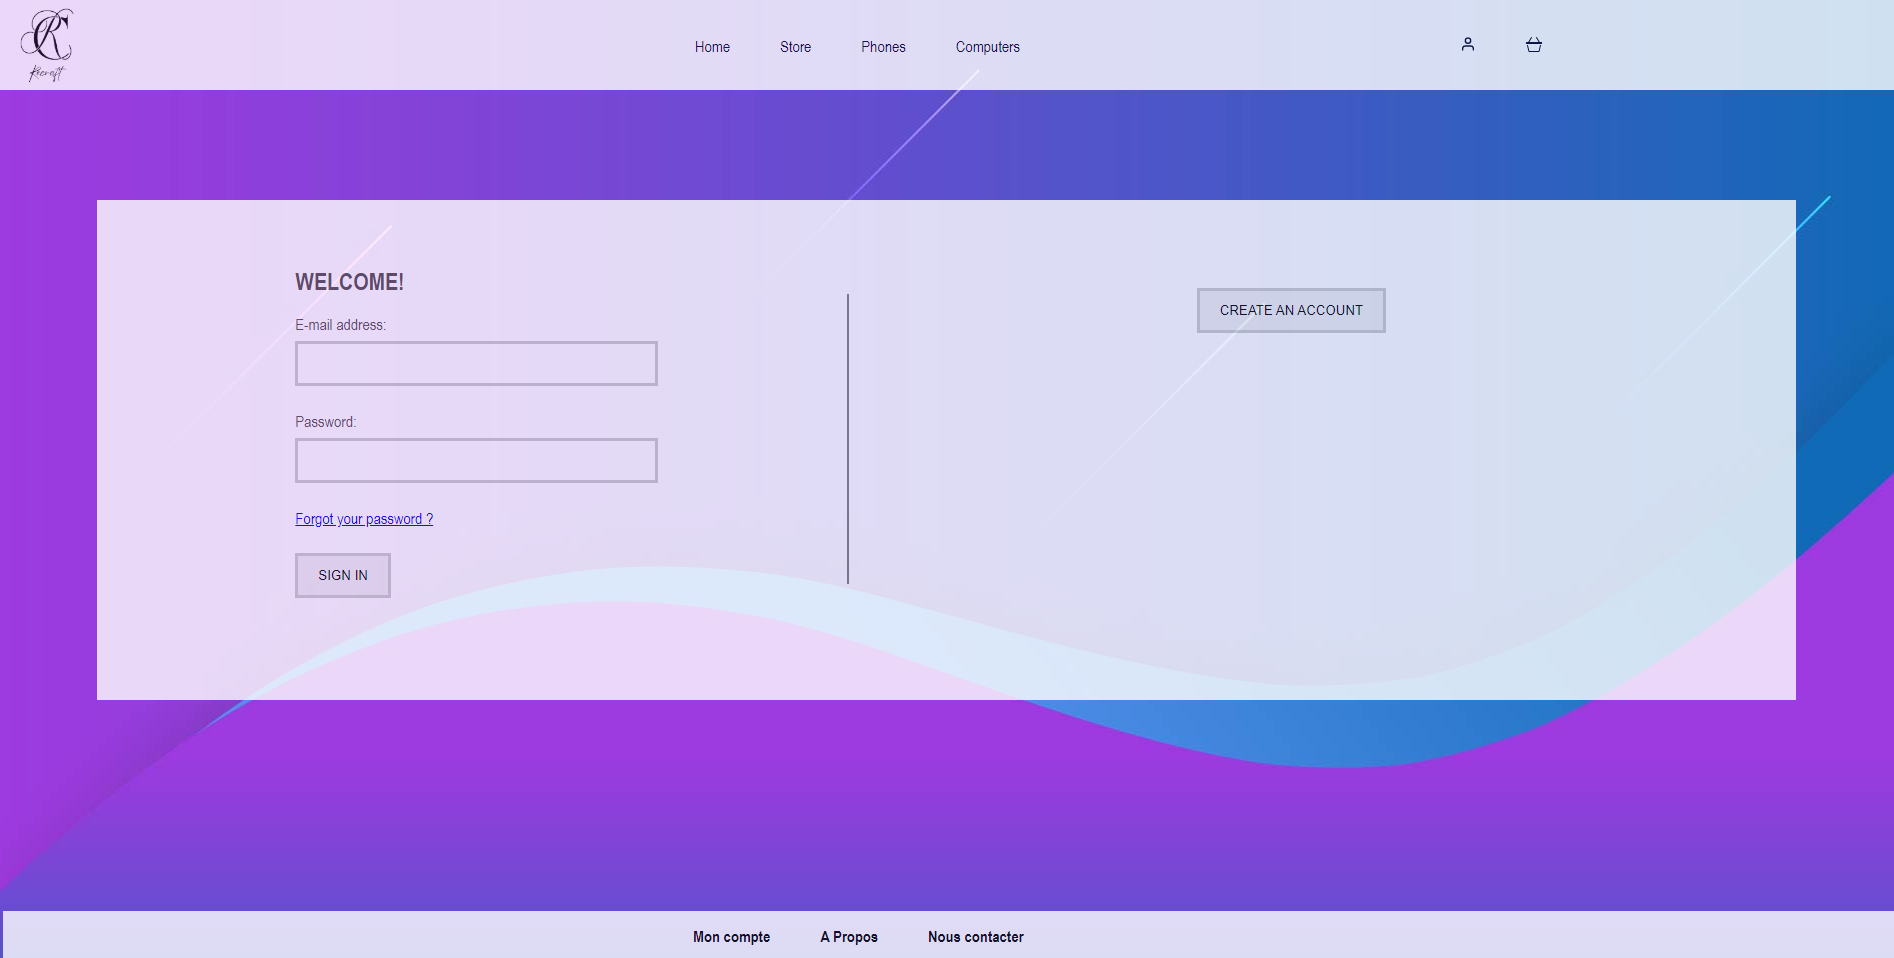 RC
Recraft
Home Store Phones Computers
WELCOME!
E-mail address:
CREATE AN ACCOUNT
Password:
Forgot your password ?
SIGN IN
Mon compte A Propos Nous contacter